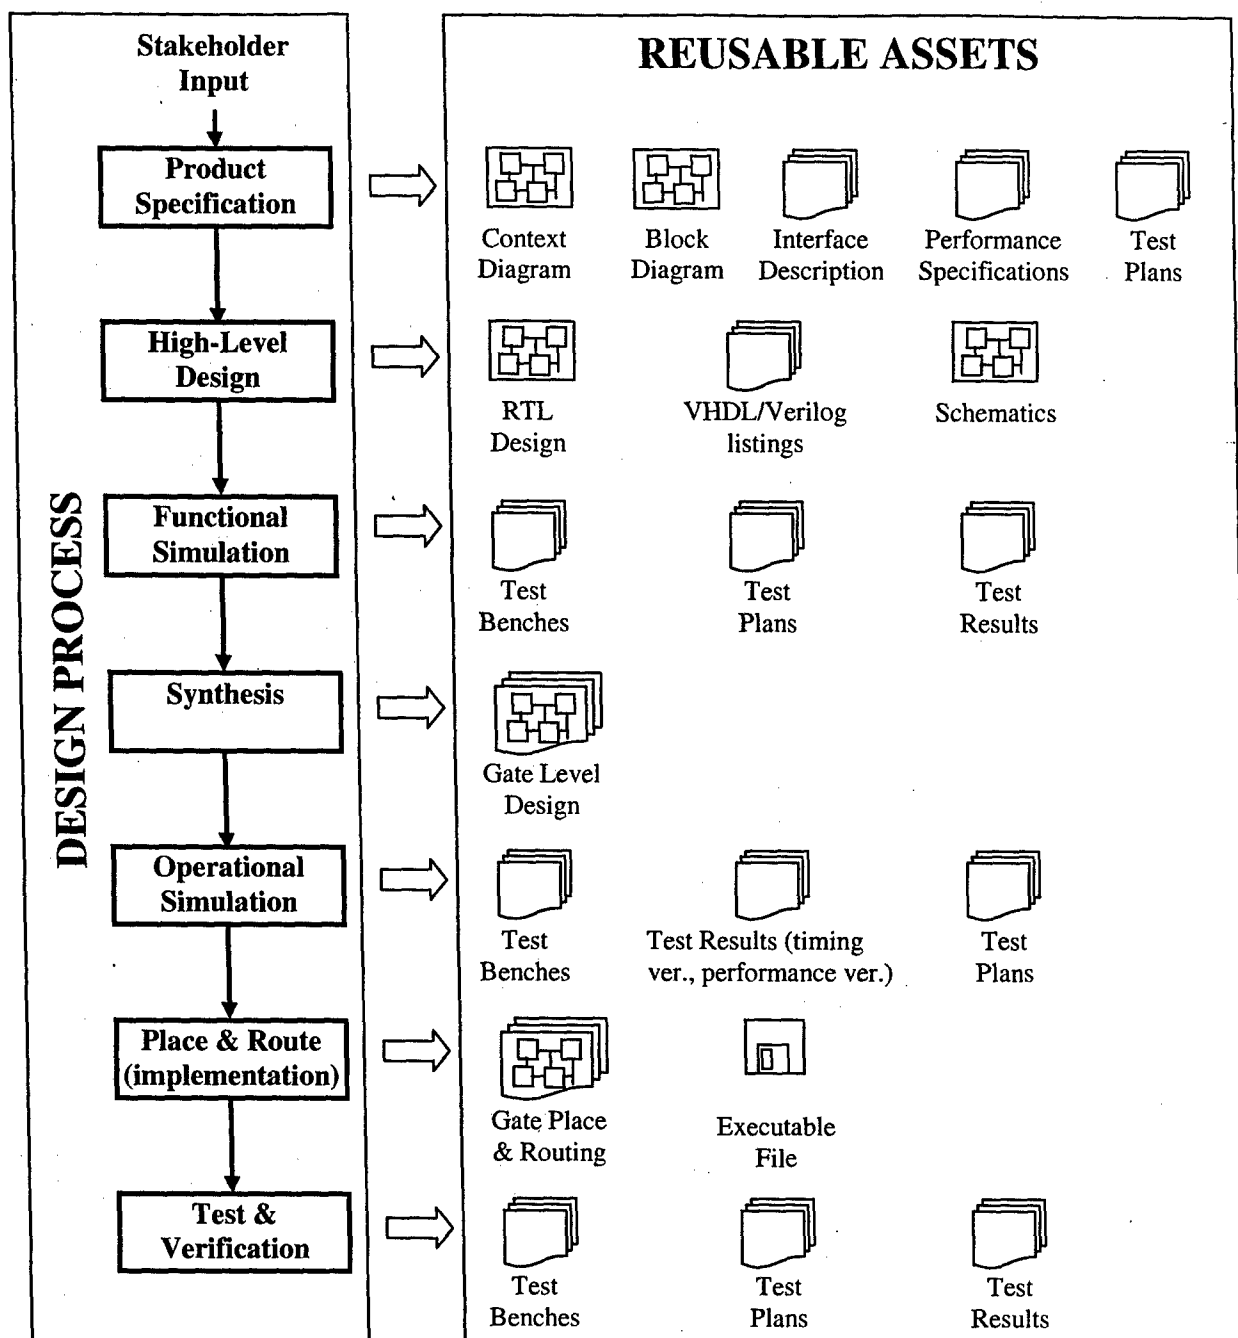 Stakeholder
Input
REUSABLE ASSETS
DESIGN PROCESS
Product
Specification
Context
Diagram
Block
Diagram
Interface
Description
Performance
Specifications
Test
Plans
High-Level
Design
RTL
Design
VHDL/Verilog
listings
Schematics
Functional
Simulation
Test
Benches
Test
Plans
Test
Results
Synthesis
Gate Level
Design
Operational
Simulation
Test
Benches
Test Results (timing
ver., performance ver.)
Test
Plans
Place & Route
(implementation)
Gate Place
& Routing
Executable
File
Test &
Verification
Test
Benches
Test
Plans
Test
Results